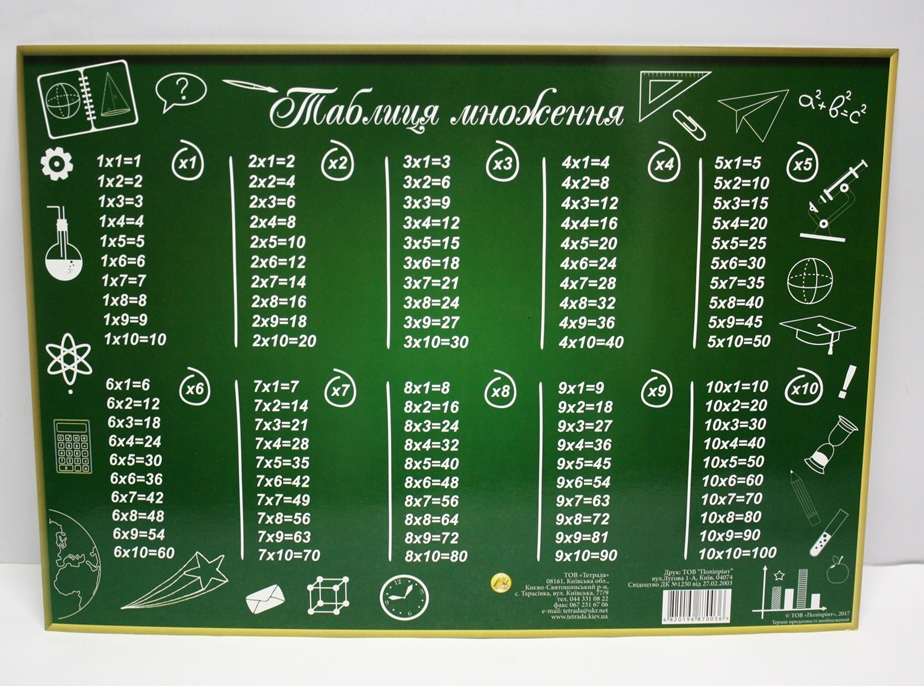 Таблиця множення
a²+в²=c²
?
x1
1x1=1
1x2=2
1x3=3
1x4=4
1x5=5
1x6=6
1x7=7
1x8=8
1x9=9
1x10=10
x2
2x1=2
2x2=4
2x3=6
2x4=8
2x5=10
2x6=12
2x7=14
2x8=16
2x9=18
2x10=20
x3
3x1=3
3x2=6
3x3=9
3x4=12
3x5=15
3x6=18
3x7=21
3x8=24
3x9=27
3x10=30
x4
4x1=4
4x2=8
4x3=12
4x4=16
4x5=20
4x6=24
4x7=28
4x8=32
4x9=36
4x10=40
x5
5x1=5
5x2=10
5x3=15
5x4=20
5x5=25
5x6=30
5x7=35
5x8=40
5x9=45
5x10=50
x6
6x1=6
6x2=12
6x3=18
6x4=24
6x5=30
6x6=36
6x7=42
6x8=48
6x9=54
6x10=60
x7
7x1=7
7x2=14
7x3=21
7x4=28
7x5=35
7x6=42
7x7=49
7x8=56
7x9=63
7x10=70
x8
8x1=8
8x2=16
8x3=24
8x4=32
8x5=40
8x6=48
8x7=56
8x8=64
8x9=72
8x10=80
x9
9x1=9
9x2=18
9x3=27
9x4=36
9x5=45
9x6=54
9x7=63
9x8=72
9x9=81
9x10=90
x10
10x1=10
10x2=20
10x3=30
10x4=40
10x5=50
10x6=60
10x7=70
10x8=80
10x9=90
10x10=100
!
ТОВ «Тетрада»
08161, Київська обл.,
Києво-Святошинський р-н,
с. Тарасівка, вул. Київська, 77/9
тел. 044 331 08 22
факс 067 231 67 06
e-mail: tetrada@ukr.net
www.tetrada.kiev.ua
Друк: ТОВ "Поліпрінт"
вул.Лугова 1-А, Київ, 04074
Свідоцтво ДК №1250 від 27.02.2003
4820196870036
© ТОВ «Поліпрінт», 2017
Термін придатності необмежений